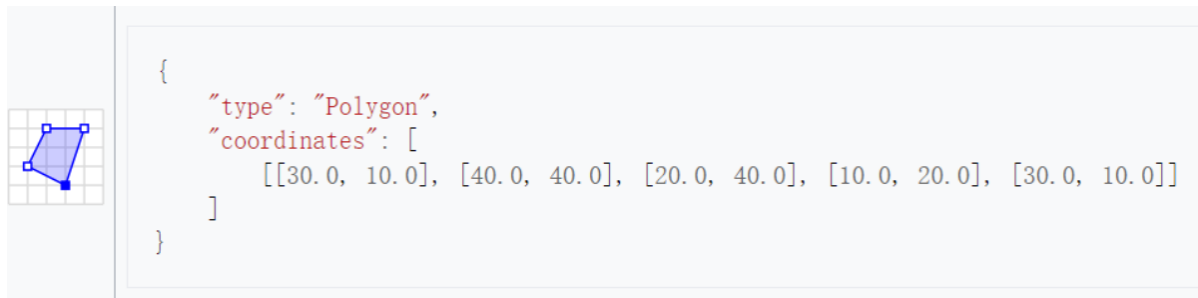 {
"type": "Polygon",
"coordinates": [
[[30.0, 10.0], [40.0, 40.0], [20.0, 40.0], [10.0, 20.0], [30.0, 10.0]]
]
}